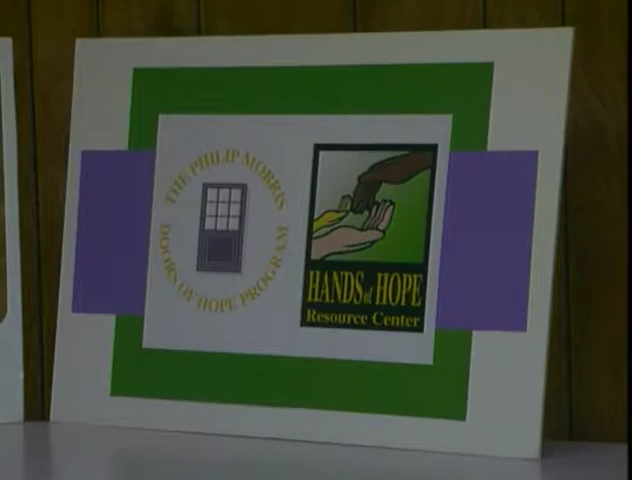 THE PHILIP MORRIS
DOORS OF HOPE PROGRAM
HANDS of HOPE
Resource Center